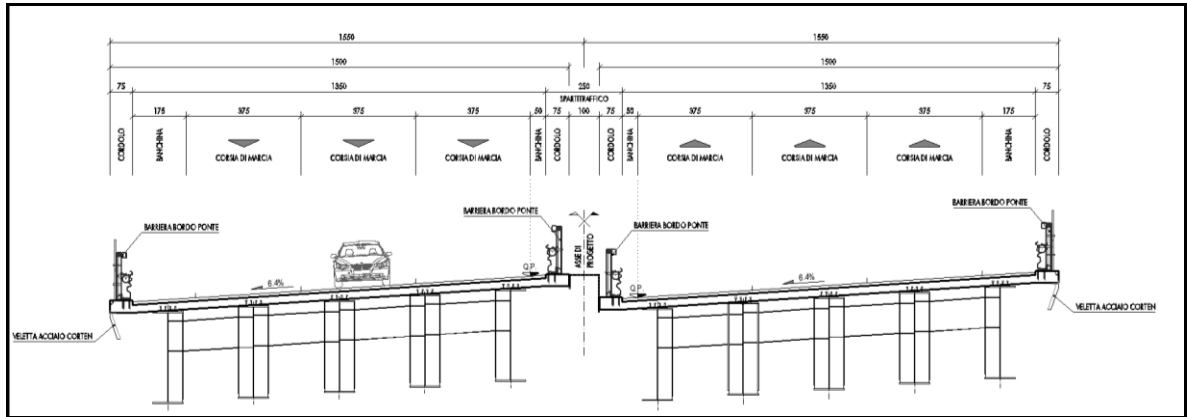 1550 1550
1500 1500
75 1350 250 1350 75
SPARTITRAFFICO
175 375 375 375 50 75 100 75 50 375 375 375 175
CORDOLO BANCHINA CORSIA DI MARCIA CORSIA DI MARCIA CORSIA DI MARCIA BANCHINA CORDOLO CORDOLO BANCHINA CORSIA DI MARCIA CORSIA DI MARCIA CORSIA DI MARCIA BANCHINA CORDOLO
BARRIERA BORDO PONTE BARRIERA BORDO PONTE
BARRIERA BORDO PONTE BARRIERA BORDO PONTE
ASSE DI
PROGETTO
Q.P. Q.P.
6.4% 6.4%
VELETTA ACCIAIO CORTEN VELETTA ACCIAIO CORTEN